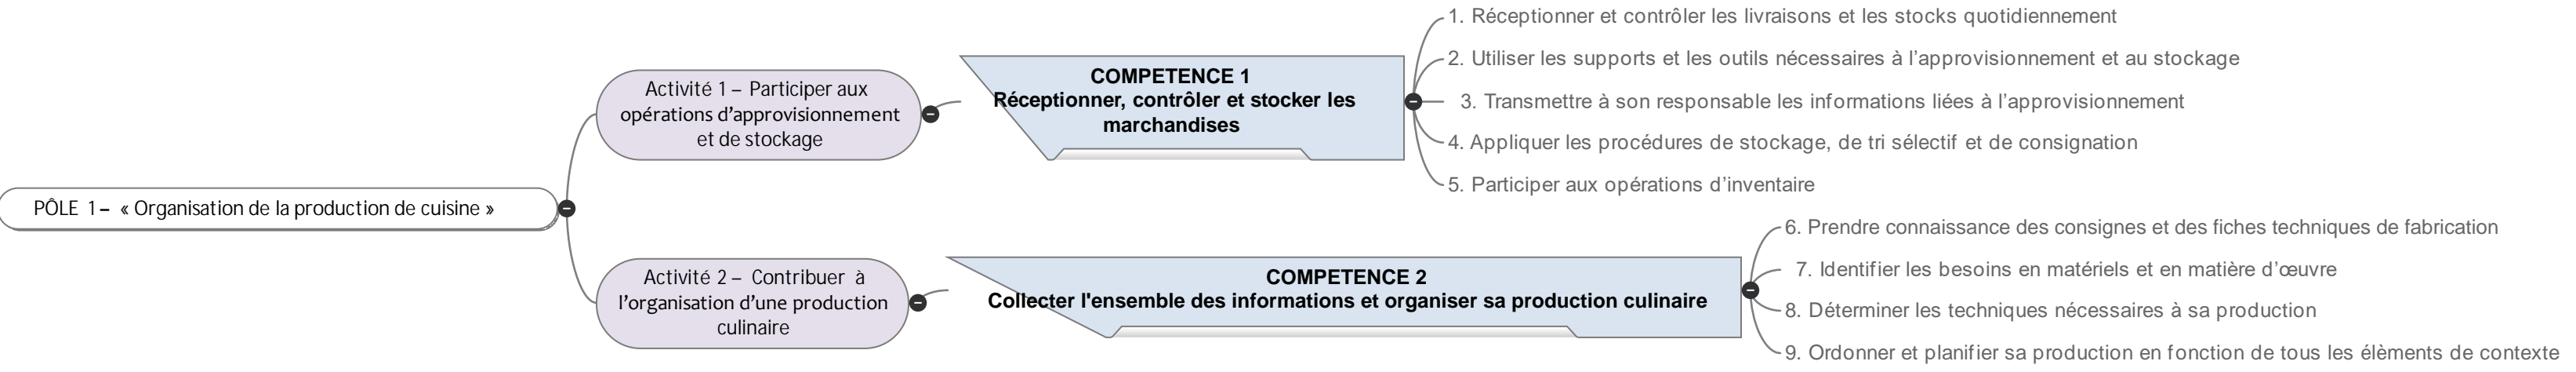 PÔLE 1 – « Organisation de la production de cuisine »
Activité 1 – Participer aux
opérations d’approvisionnement
et de stockage
COMPETENCE 1
Réceptionner, contrôler et stocker les
marchandises
1. Réceptionner et contrôler les livraisons et les stocks quotidiennement
2. Utiliser les supports et les outils nécessaires à l’approvisionnement et au stockage
3. Transmettre à son responsable les informations liées à l’approvisionnement
4. Appliquer les procédures de stockage, de tri sélectif et de consignation
5. Participer aux opérations d’inventaire
Activité 2 – Contribuer à
l’organisation d’une production
culinaire
COMPETENCE 2
Collecter l'ensemble des informations et organiser sa production culinaire
6. Prendre connaissance des consignes et des fiches techniques de fabrication
7. Identifier les besoins en matériels et en matière d’œuvre
8. Déterminer les techniques nécessaires à sa production
9. Ordonner et planifier sa production en fonction de tous les élèments de contexte